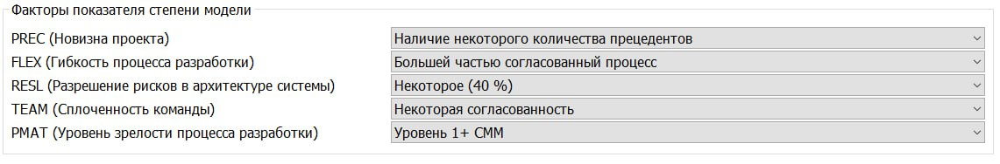 Факторы показателя степени модели
PREC (Новизна проекта) Наличие некоторого количества прецедентов
FLEX (Гибкость процесса разработки) Большей частью согласованный процесс
RESL (Разрешение рисков в архитектуре системы) Некоторое (40 %)
TEAM (Сплоченность команды) Некоторая согласованность
PMAT (Уровень зрелости процесса разработки) Уровень 1+ СММ